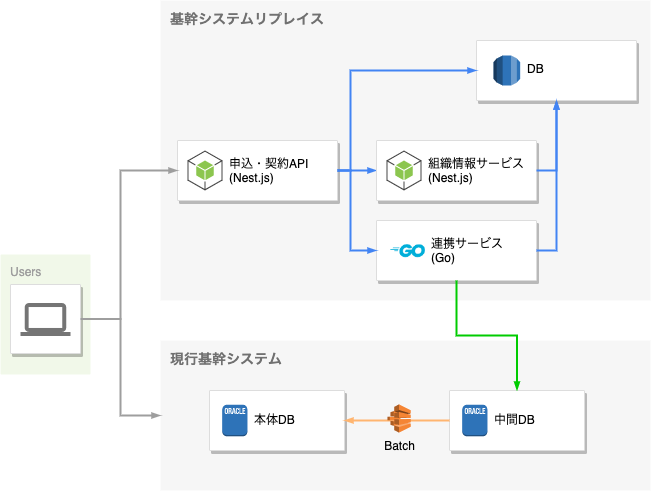 基幹システムリプレイス
DB
申込・契約API
(Nest.js)
組織情報サービス
(Nest.js)
GO
連携サービス
(Go)
Users
現行基幹システム
ORACLE
本体DB
Batch
ORACLE
中間DB